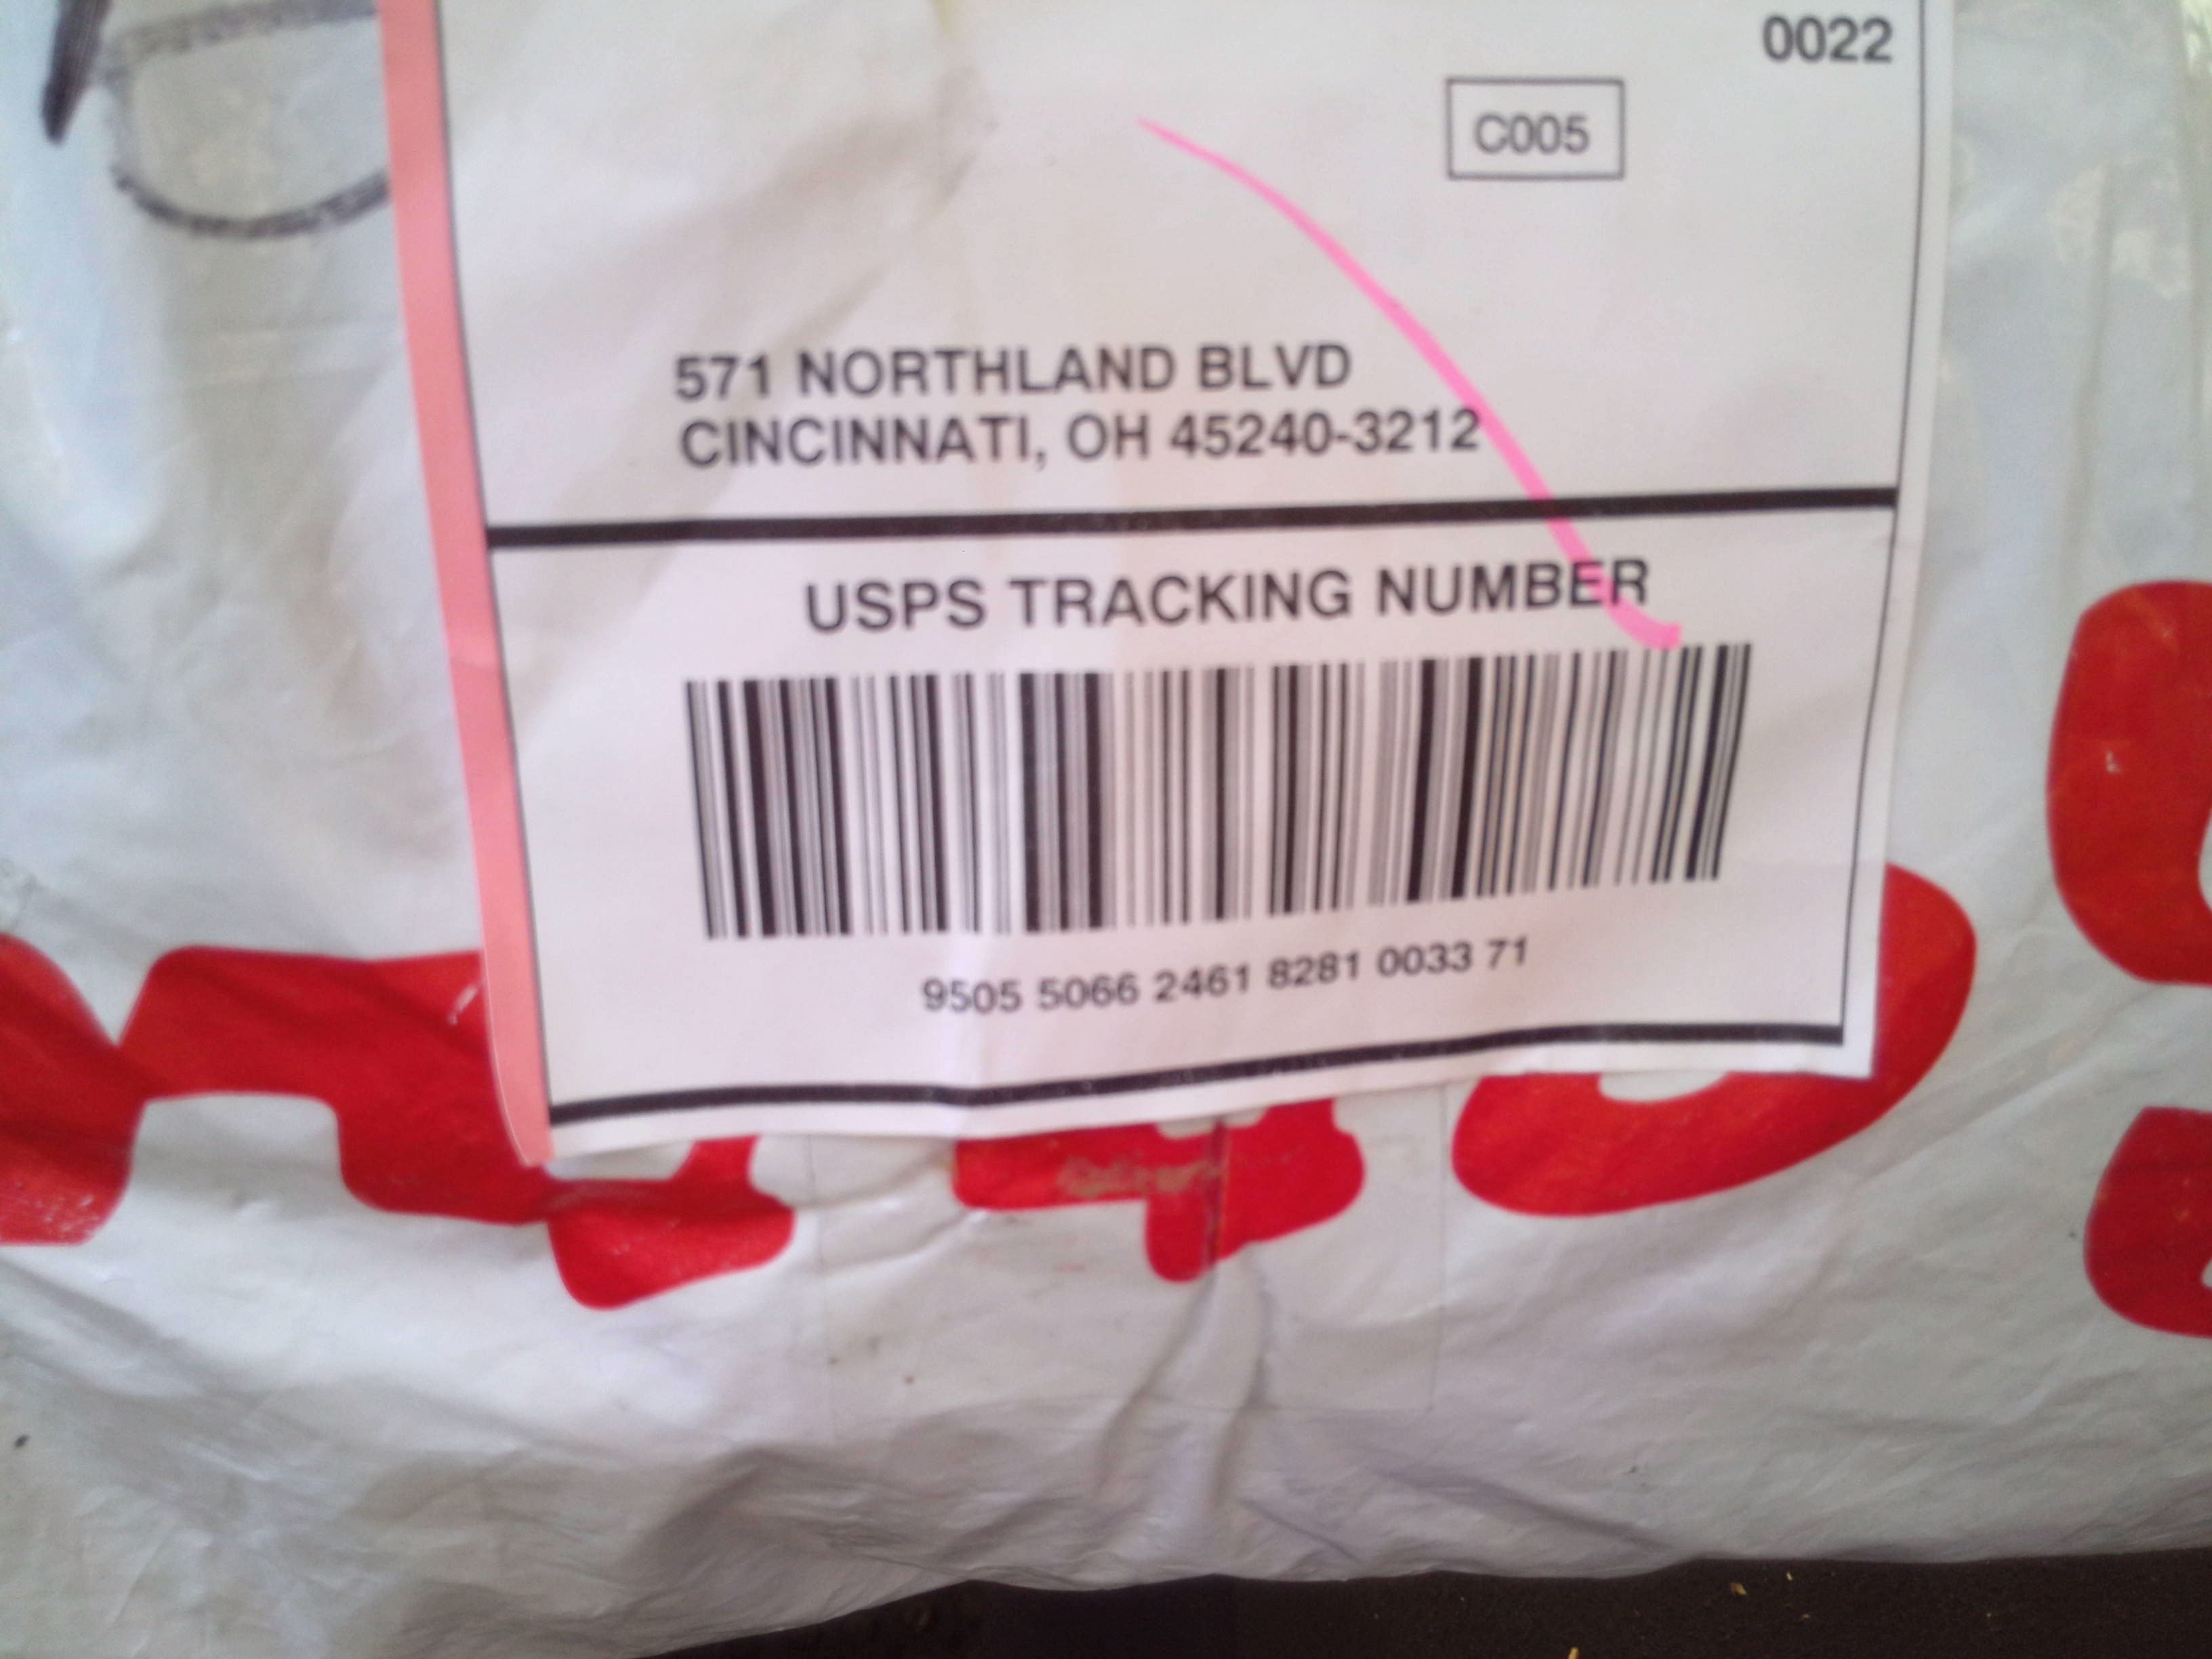 0022
C005
571 NORTHLAND BLVD
CINCINNATI, OH 45240-3212
USPS TRACKING NUMBER
9505 5066 2461 8281 0033 71